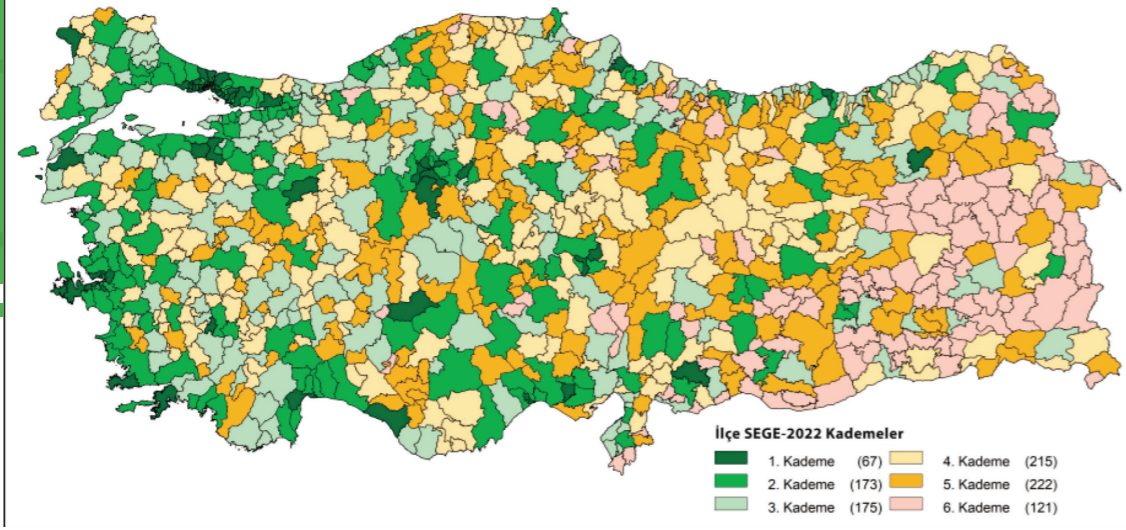 İlçe SEGE-2022 Kademeler
1. Kademe (67)
2. Kademe (173)
3. Kademe (175)
4. Kademe (215)
5. Kademe (222)
6. Kademe (121)